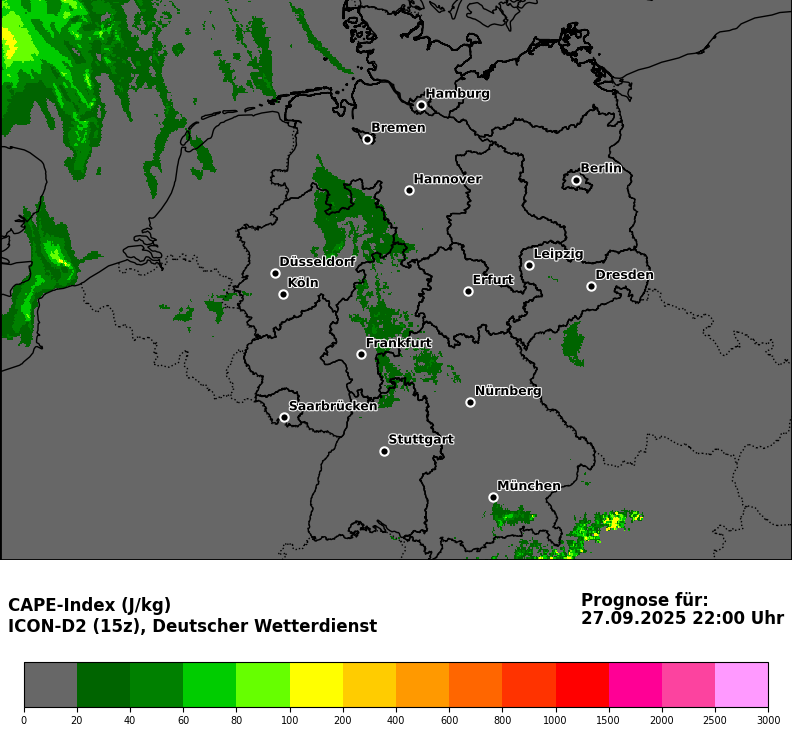 Hamburg
Bremen
Berlin
Hannover
Leipzig
Düsseldorf
Dresden
Köln
Erfurt
Frankfurt
Nürnberg
Saarbrücken
Stuttgart
München
CAPE-Index (J/kg)
ICON-D2 (15z), Deutscher Wetterdienst
Prognose für:
27.09.2025 22:00 Uhr
0 20 40 60 80 100 200 400 600 800 1000 1500 2000 2500 3000